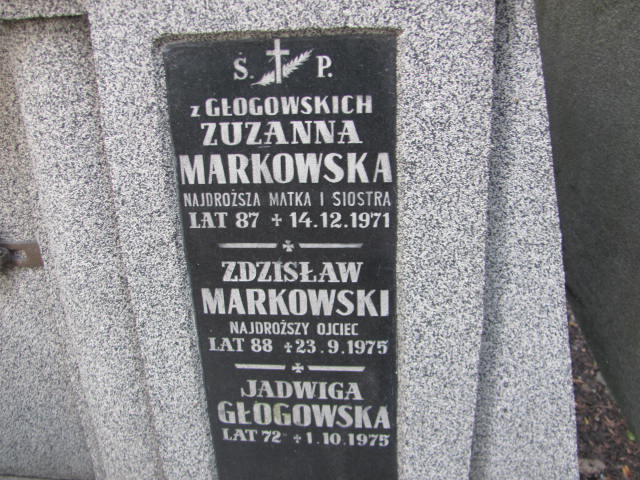 Ś. P.
z GŁOGOWSKICH
ZUZANNA
MARKOWSKA
NAJDROŻSZA MATKA I SIOSTRA
LAT 87 + 14.12.1971
ZDZISŁAW
MARKOWSKI
NAJDROŻSZY OJCIEC
LAT 88 + 23.9.1975
JADWIGA
GŁOGOWSKA
LAT 72 + 1.10.1975